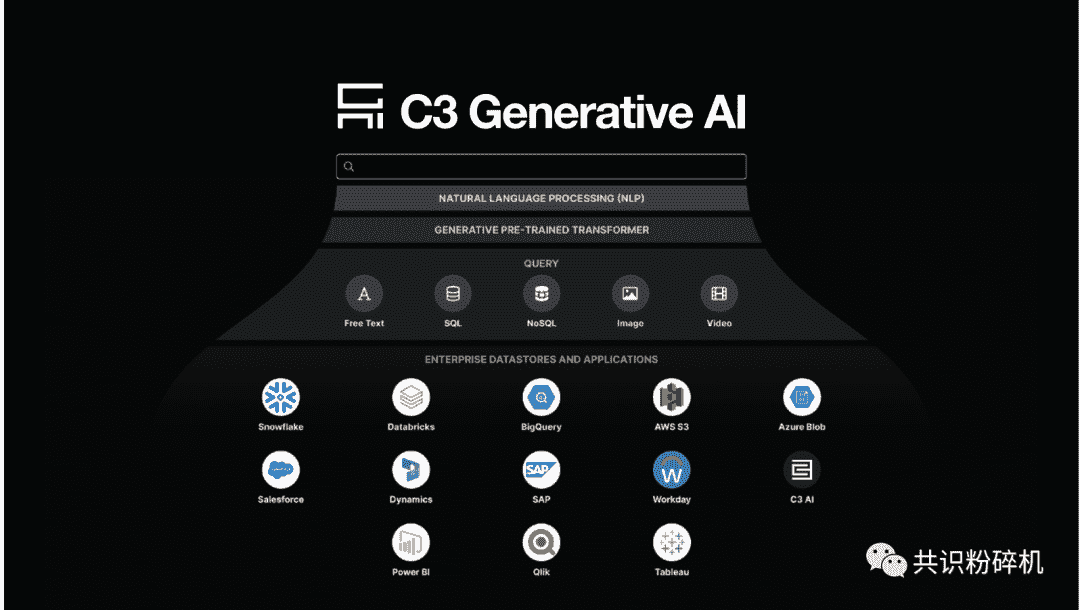 C3 Generative AI
NATURAL LANGUAGE PROCESSING (NLP)
GENERATIVE PRE-TRAINED TRANSFORMER
QUERY
Free Text SQL NoSQL Image Video
ENTERPRISE DATASTORES AND APPLICATIONS
Snowflake Databricks BigQuery AWS S3 Azure Blob
SAP W
Salesforce Dynamics SAP Workday C3 AI
Power BI Qlik Tableau
共识粉碎机